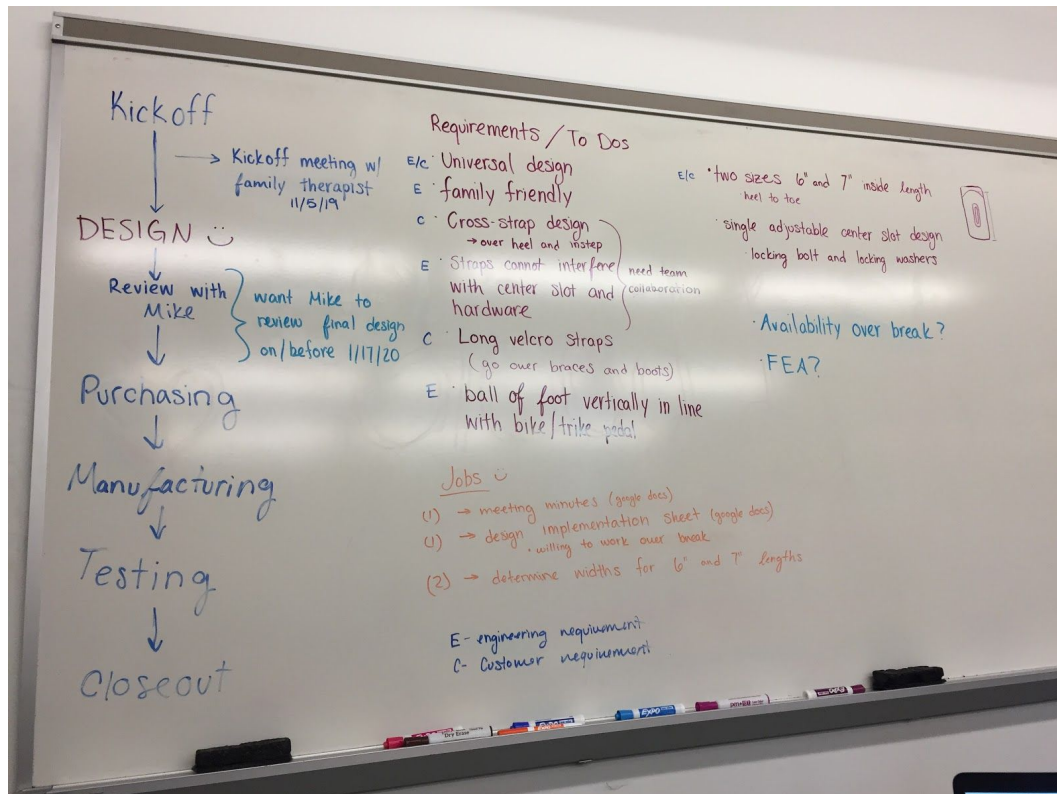 Kickoff
→ Kickoff meeting w/
family therapist
11/5/19
DESIGN
Review with
Mike
want Mike to
review final design
on/before 1/17/20
Purchasing
Manufacturing
Testing
Closeout
Requirements / To Dos
E/C · Universal design
E · family friendly
C · Cross-strap design
→ over heel and instep
E · Straps cannot interfere
with center slot and
hardware
need team
collaboration
C · Long velcro straps
(go over braces and boots)
E · ball of foot vertically in line
with bike/trike pedal
Jobs
(1) → meeting minutes (google docs)
(1) → design implementation sheet (google docs)
· willing to work over break
(2) → determine widths for 6" and 7" lengths
E - engineering requirement
C - Customer requirement
E/C · two sizes 6" and 7" inside length
heel to toe
· single adjustable center slot design
· locking bolt and locking washers
· Availability over break?
· FEA?
Dry Erase
EXPO
EXPO
EXPO